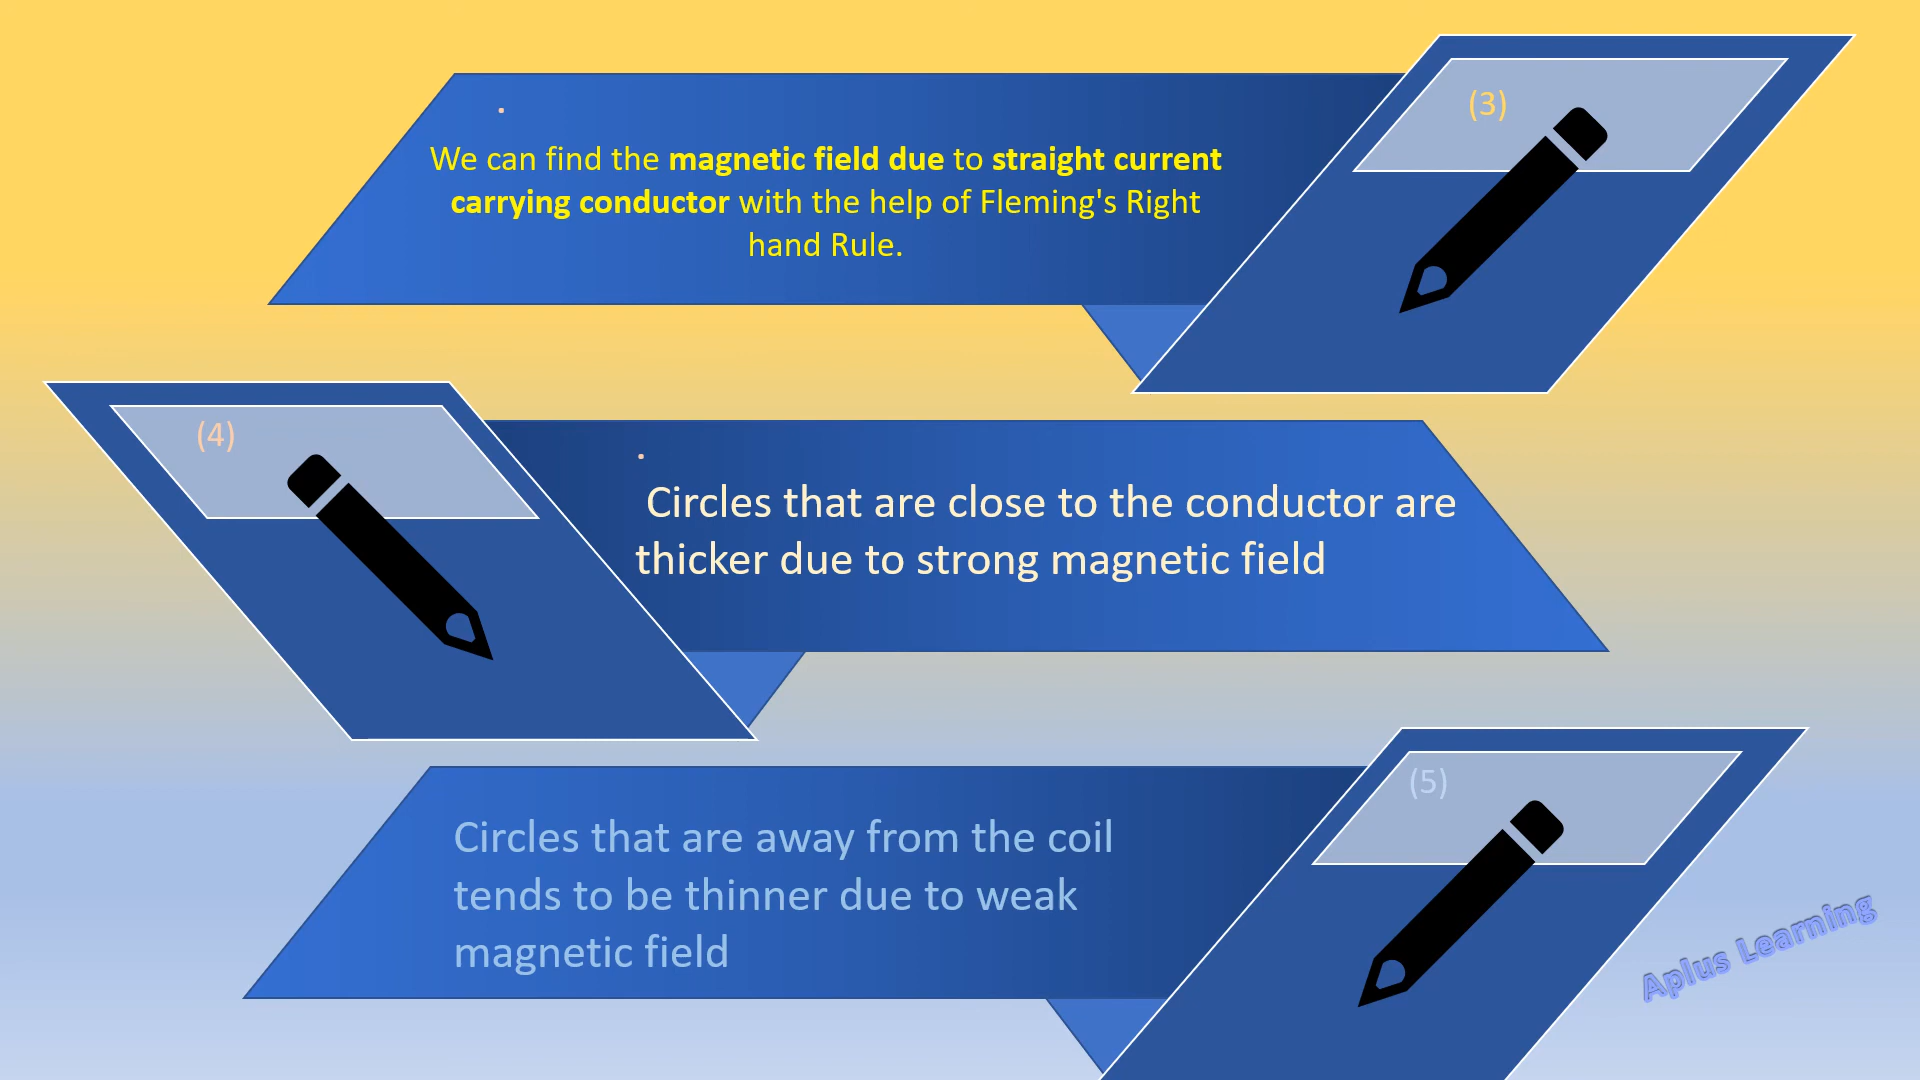 (3)
We can find the magnetic field due to straight current
carrying conductor with the help of Fleming's Right
hand Rule.
(4)
Circles that are close to the conductor are
thicker due to strong magnetic field
(5)
Circles that are away from the coil
tends to be thinner due to weak
magnetic field
Aplus Learning